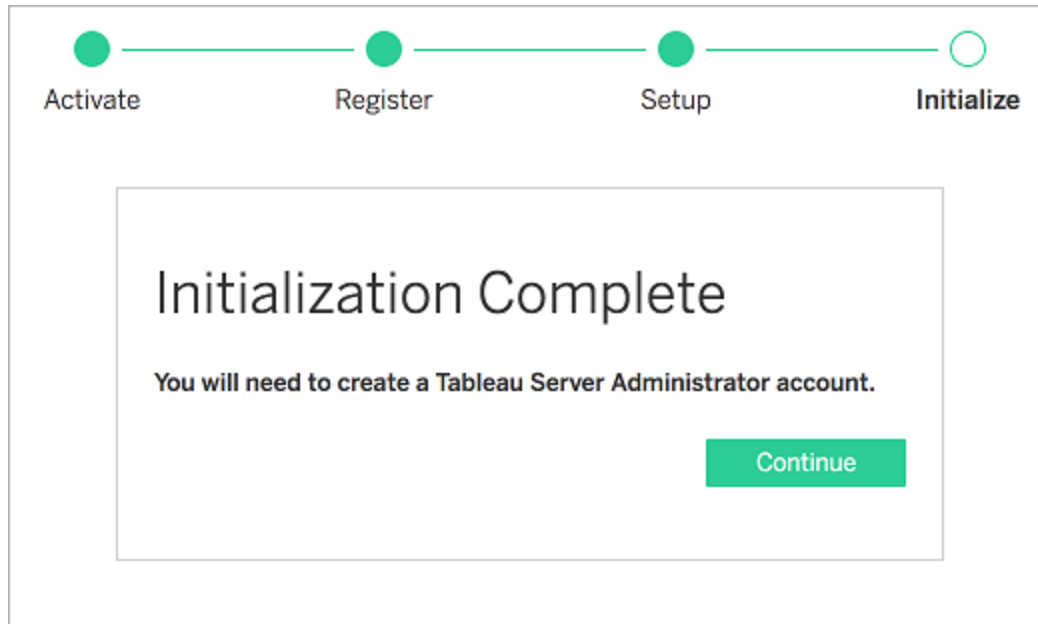 Activate Register Setup Initialize
Initialization Complete
You will need to create a Tableau Server Administrator account.
Continue